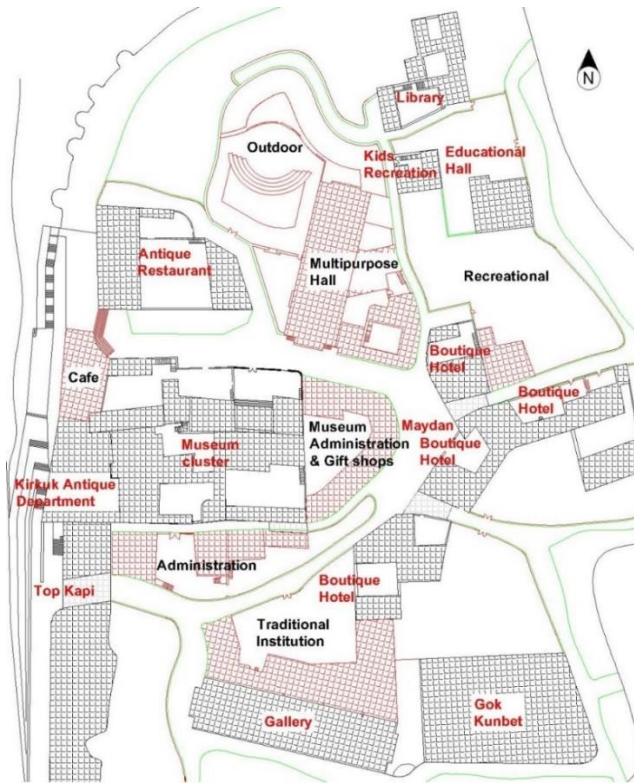 N
Library
Outdoor
Kids
Recreation
Educational
Hall
Antique
Restaurant
Multipurpose
Hall
Recreational
Boutique
Hotel
Cafe
Boutique
Hotel
Museum
Administration
& Gift shops
Maydan
Boutique
Hotel
Museum
cluster
Kirkuk Antique
Department
Administration
Top Kapi
Boutique
Hotel
Traditional
Institution
Gallery
Gok
Kunbet